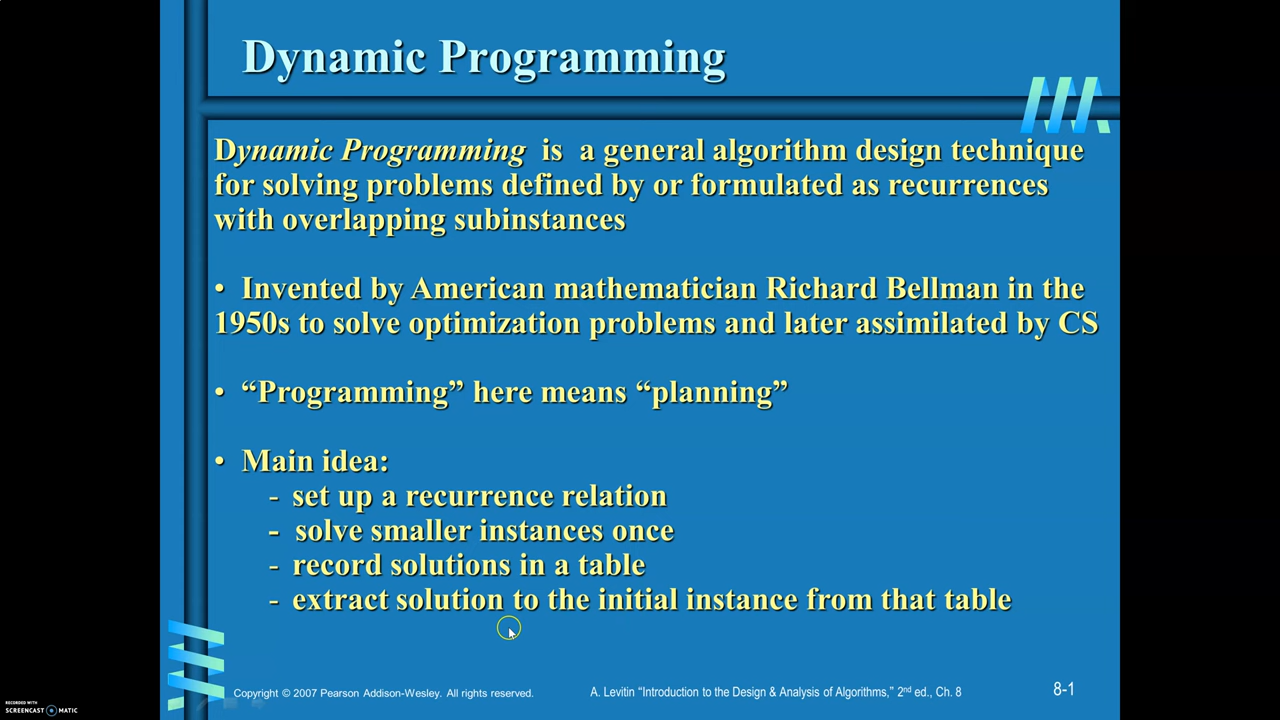 Dynamic Programming
Dynamic Programming is a general algorithm design technique
for solving problems defined by or formulated as recurrences
with overlapping subinstances
• Invented by American mathematician Richard Bellman in the
1950s to solve optimization problems and later assimilated by CS
• “Programming” here means “planning”
• Main idea:
- set up a recurrence relation
- solve smaller instances once
- record solutions in a table
- extract solution to the initial instance from that table
Copyright © 2007 Pearson Addison-Wesley. All rights reserved.
A. Levitin “Introduction to the Design & Analysis of Algorithms,” 2nd ed., Ch. 8
8-1
RECORDED WITH
SCREENCAST MATIC